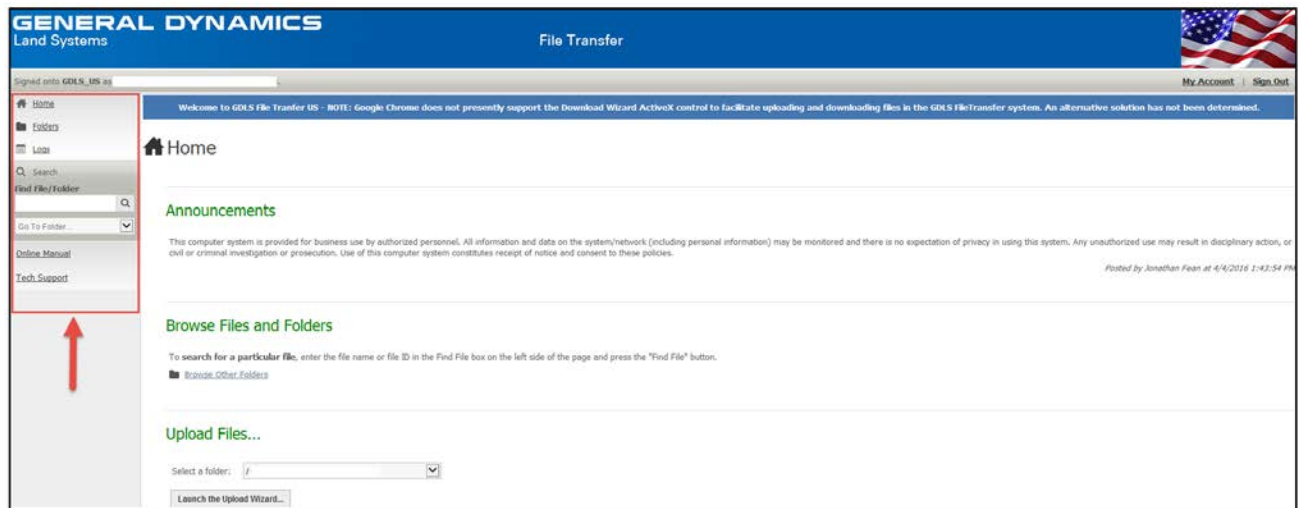 GENERAL DYNAMICS
Land Systems
File Transfer
Signed onto GDLS_US as .
My Account | Sign Out
Home
Folders
Logs
Search
Find File/Folder
Go To Folder...
Online Manual
Tech Support
Welcome to GDLS File Tranfer US - NOTE: Google Chrome does not presently support the Download Wizard ActiveX control to facilitate uploading and downloading files in the GDLS FileTransfer system. An alternative solution has not been determined.
Home
Announcements
This computer system is provided for business use by authorized personnel. All information and data on the system/network (including personal information) may be monitored and there is no expectation of privacy in using this system. Any unauthorized use may result in disciplinary action, or
civil or criminal investigation or prosecution. Use of this computer system constitutes receipt of notice and consent to these policies.
Posted by Jonathan Fean at 4/4/2016 1:43:54 PM
Browse Files and Folders
To search for a particular file, enter the file name or file ID in the Find File box on the left side of the page and press the "Find File" button.
Browse Other Folders
Upload Files...
Select a folder: /
Launch the Upload Wizard...